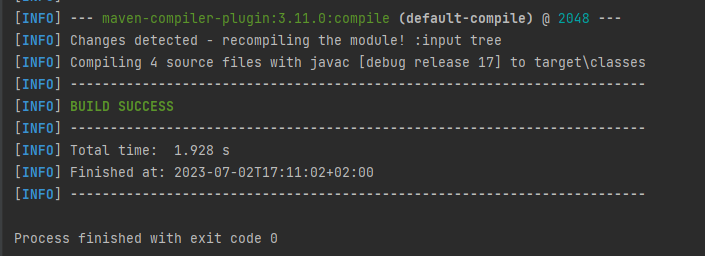 [INFO] --- maven-compiler-plugin:3.11.0:compile (default-compile) @ 2048 ---
[INFO] Changes detected - recompiling the module! :input tree
[INFO] Compiling 4 source files with javac [debug release 17] to target\classes
[INFO] ------------------------------------------------------------------------
[INFO] BUILD SUCCESS
[INFO] ------------------------------------------------------------------------
[INFO] Total time:  1.928 s
[INFO] Finished at: 2023-07-02T17:11:02+02:00
[INFO] ------------------------------------------------------------------------
Process finished with exit code 0